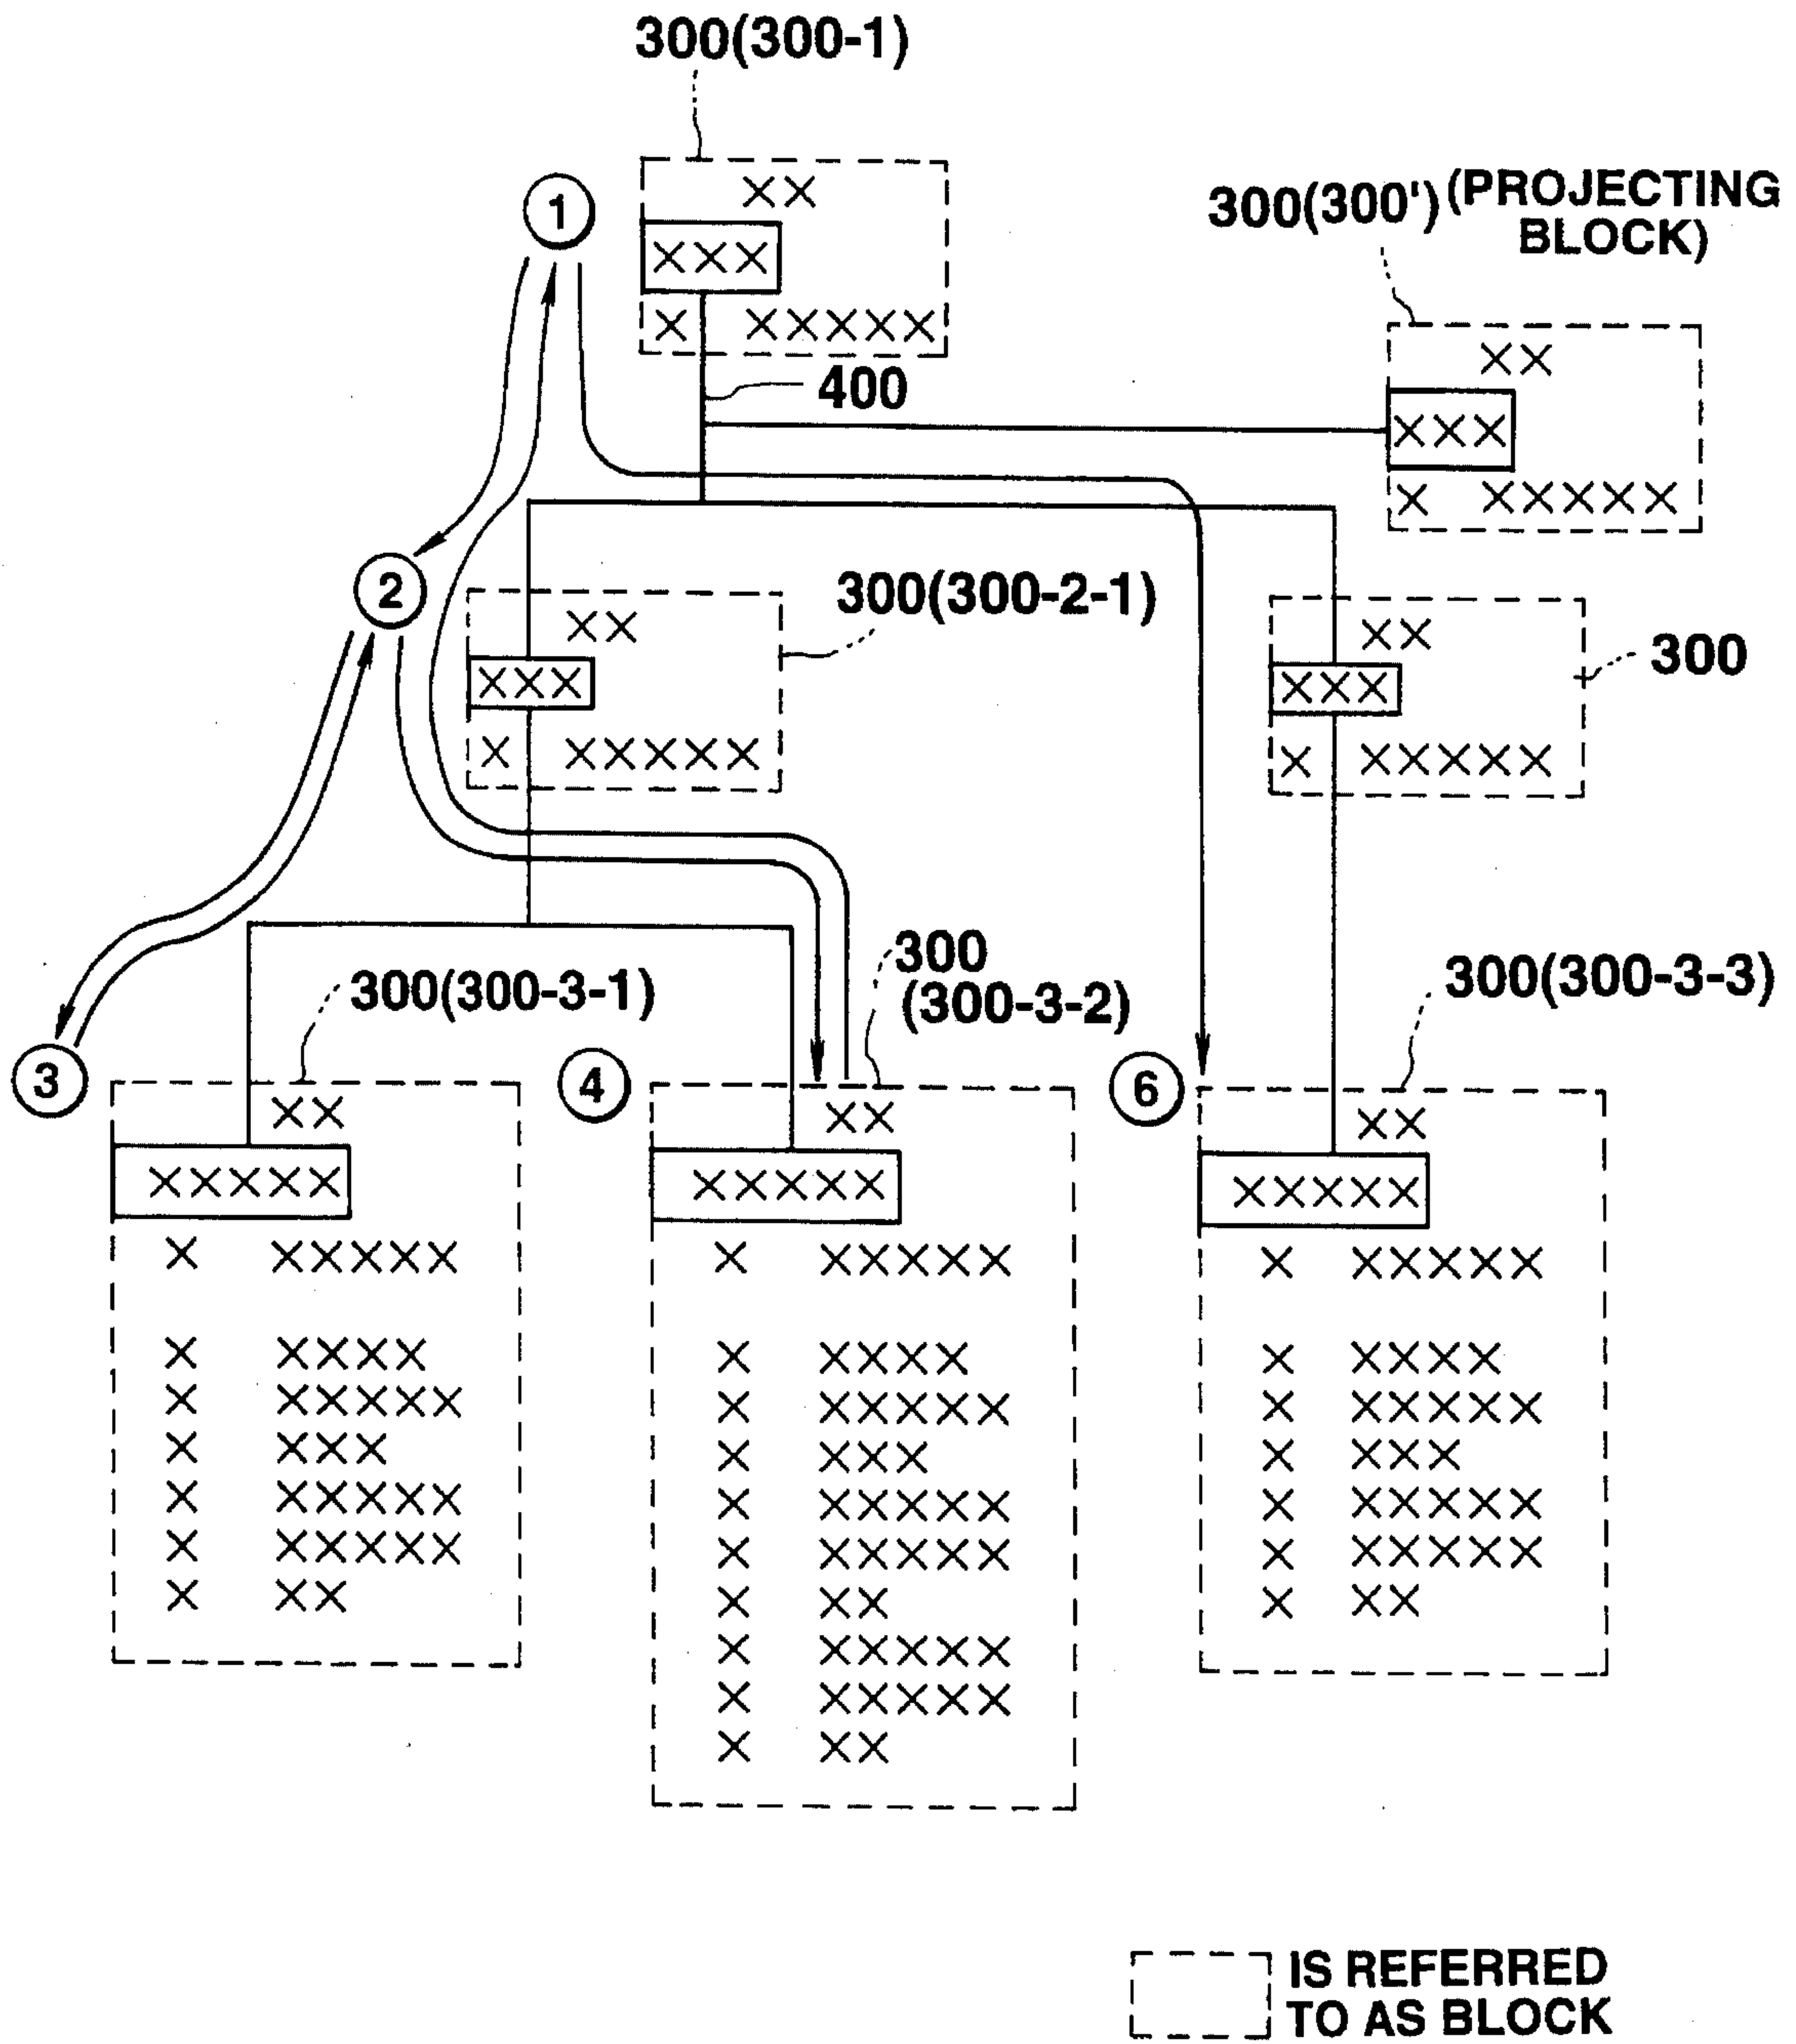 300(300-1)
1
XX
XXX
X XXXXX
300(300') (PROJECTING
BLOCK)
XX
XXX
X XXXXX
400
2
300(300-2-1)
XX
XXX
X XXXXX
300
XX
XXX
X XXXXX
3
300(300-3-1)
XX
XXXXX
X XXXXX
X XXXX
X XXXXX
X XXX
X XXXXX
X XXXXX
X XX
4
300
(300-3-2)
XX
XXXXX
X XXXXX
X XXXX
X XXXXX
X XXX
X XXXXX
X XXXXX
X XX
X XXXXX
X XXXXX
X XX
6
300(300-3-3)
XX
XXXXX
X XXXXX
X XXXX
X XXXXX
X XXX
X XXXXX
X XXXXX
X XX
IS REFERRED
TO AS BLOCK